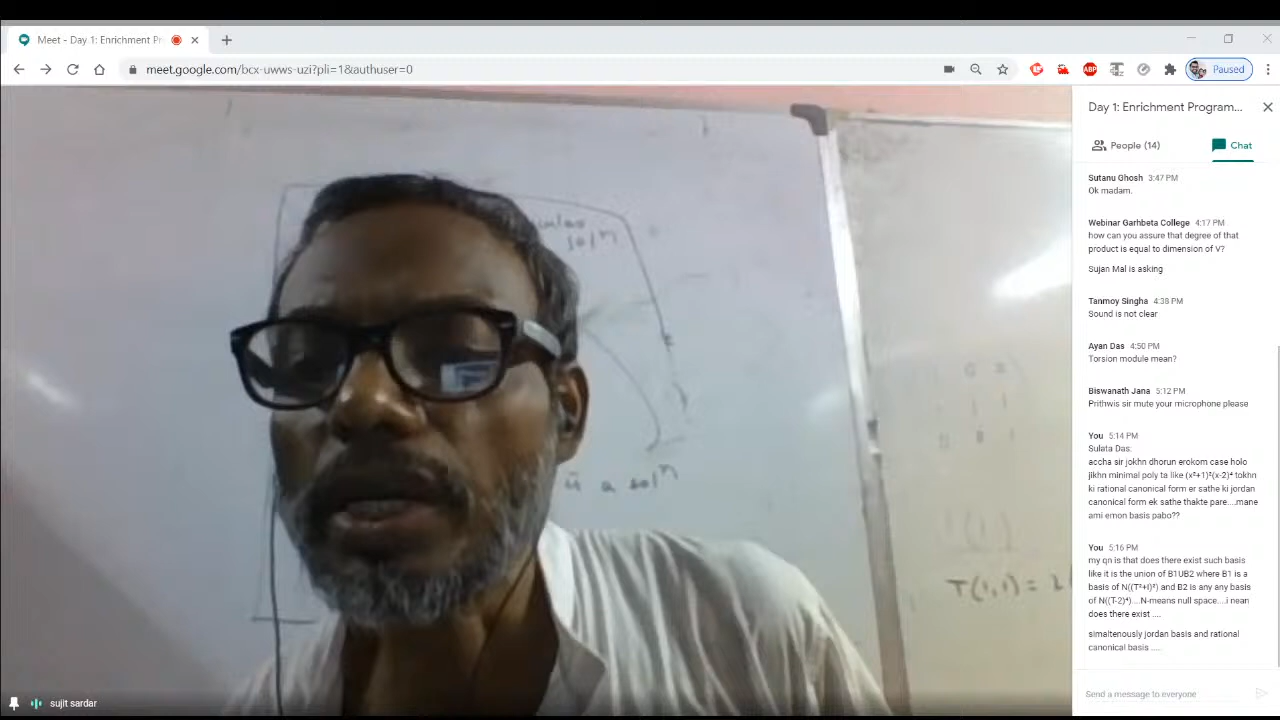 Meet - Day 1: Enrichment Pr
meet.google.com/bcx-uwws-uzi?pli=1&authuser=0
ABP
Paused
Day 1: Enrichment Program...
People (14)
Chat
Sutanu Ghosh 3:47 PM
Ok madam.
Webinar Garhbeta College 4:17 PM
how can you assure that degree of that
product is equal to dimension of V?
Sujan Mal is asking
Tanmoy Singha 4:38 PM
Sound is not clear
Ayan Das 4:50 PM
Torsion module mean?
Biswanath Jana 5:12 PM
Prithwis sir mute your microphone please
You 5:14 PM
Sulata Das:
accha sir jokhn dhorun erokom case holo
jikhn minimal poly ta like (x²+1)²(x-2)⁴ tokhn
ki rational canonical form er sathe ki jordan
canonical form ek sathe thakte pare....mane
ami emon basis pabo??
You 5:16 PM
my qn is that does there exist such basis
like it is the union of B1UB2 where B1 is a
basis of N((T²+I)²) and B2 is any any basis
of N((T-2)⁴)....N-means null space....i nean
does there exist ....
simaltenously jordan basis and rational
canonical basis .....
Send a message to everyone
solⁿ
is a solⁿ
T(1,1) = 2
sujit sardar